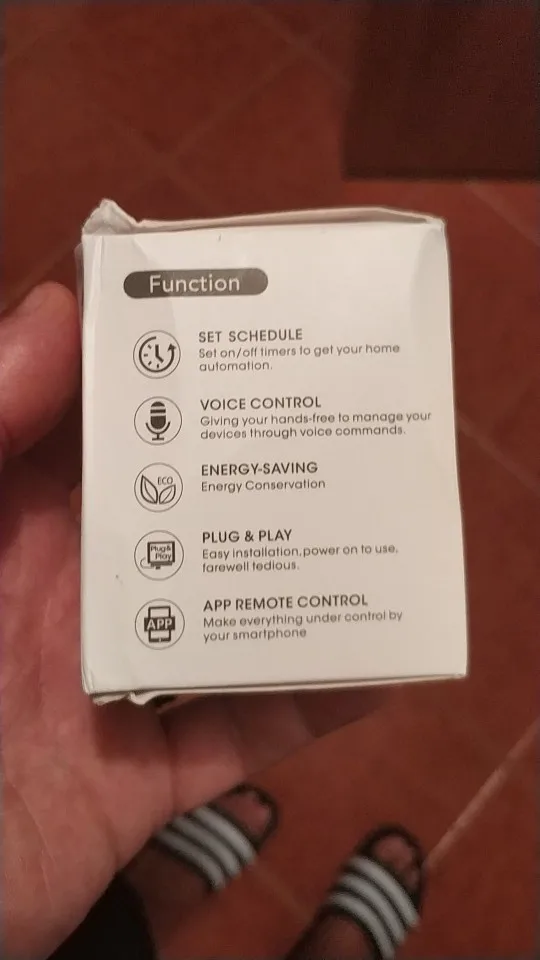 Function
SET SCHEDULE
Set on/off timers to get your home
automation.
VOICE CONTROL
Giving your hands-free to manage your
devices through voice commands.
ECO
ENERGY-SAVING
Energy Conservation
Plug&
Play
PLUG & PLAY
Easy installation,power on to use,
farewell tedious.
APP
APP REMOTE CONTROL
Make everything under control by
your smartphone